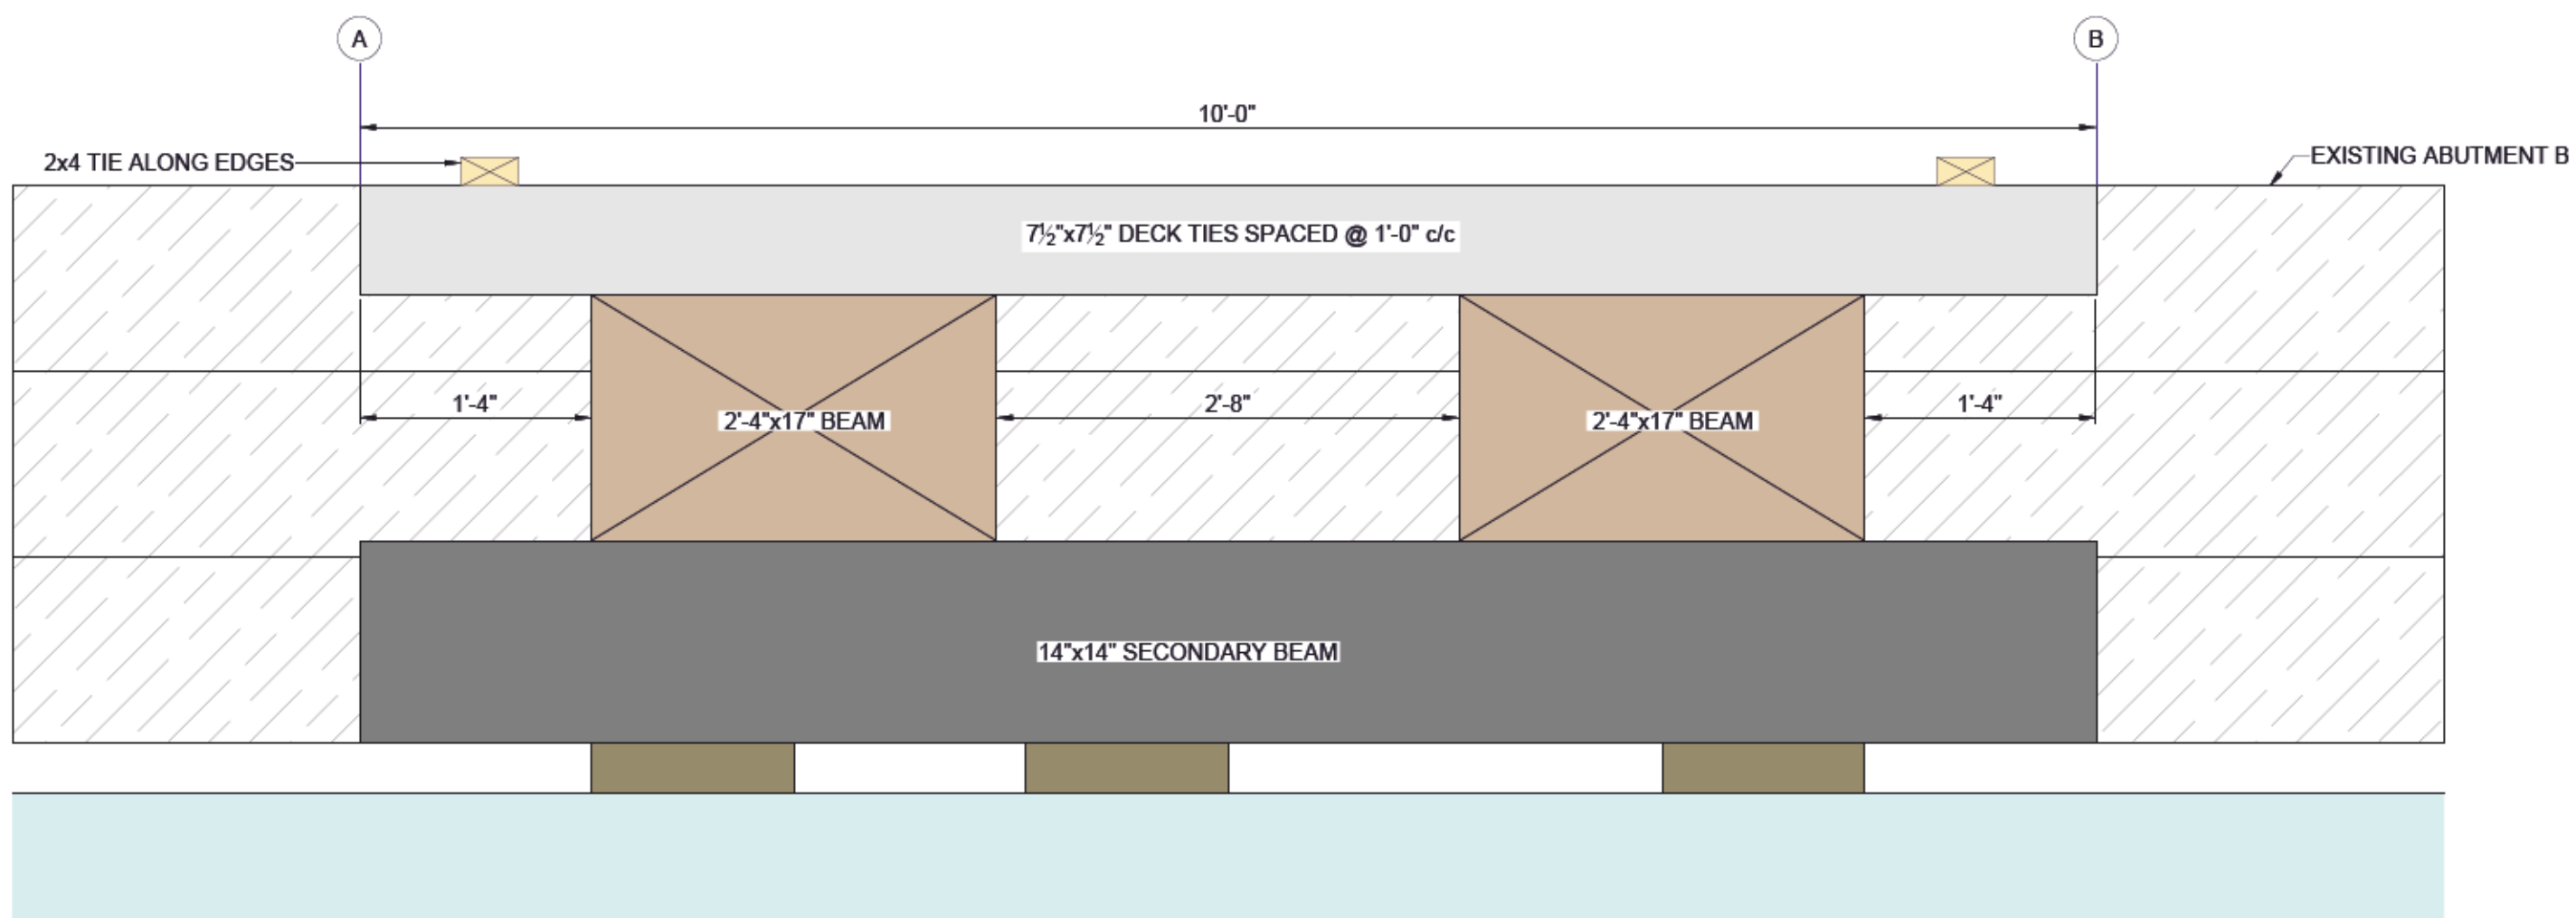 A
B
10'-0"
2x4 TIE ALONG EDGES
EXISTING ABUTMENT B
7½"x7½" DECK TIES SPACED @ 1'-0" c/c
1'-4"
2'-4"x17" BEAM
2'-8"
2'-4"x17" BEAM
1'-4"
14"x14" SECONDARY BEAM